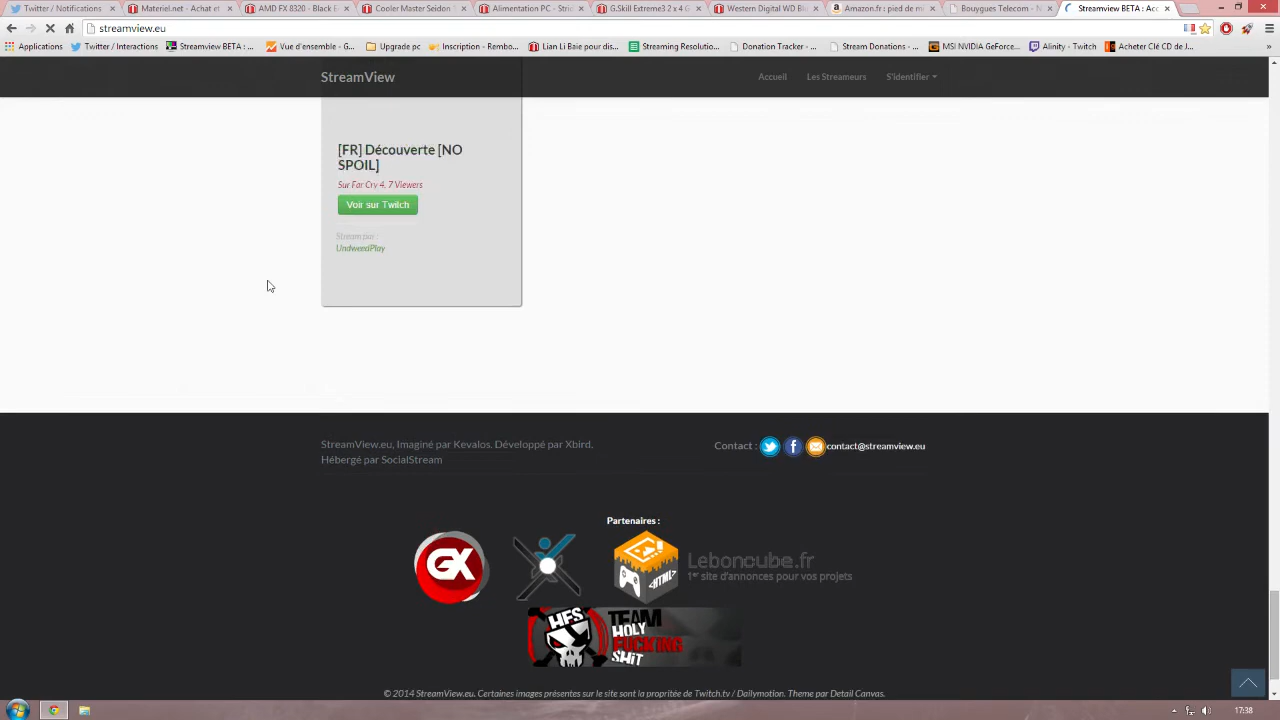 Twitter / Notifications
Materiel.net - Achat et
AMD FX 8320 - Black E
Cooler Master Seidon
Alimentation PC - Stric
G.Skill Extreme3 2 x 4 G
Western Digital WD Bl
Amazon.fr : pied de mi
Bouygues Telecom - N
Streamview BETA : Acc
streamview.eu
Applications
Twitter / Interactions
Streamview BETA : ...
Vue d'ensemble - G...
Upgrade pc
Inscription - Rembo...
Lian Li Baie pour dis...
Streaming Resolutio...
Donation Tracker - ...
Stream Donations - ...
MSI NVIDIA GeForce...
Alinity - Twitch
Acheter Clé CD de J...
»
StreamView
Accueil
Les Streameurs
S'identifier
[FR] Découverte [NO
SPOIL]
Sur Far Cry 4, 7 Viewers
Voir sur Twitch
Stream par :
UndweedPlay
StreamView.eu, Imaginé par Kevalos. Développé par Xbird.
Hébergé par SocialStream
Contact :
contact@streamview.eu
Partenaires :
GX
<HTML>
Leboncube.fr
1er site d'annonces pour vos projets
HFS
TEAM
HOLY
FUCKING
SHiT
© 2014 StreamView.eu. Certaines images présentes sur le site sont la propritée de Twitch.tv / Dailymotion. Theme par Detail Canvas.
17:38